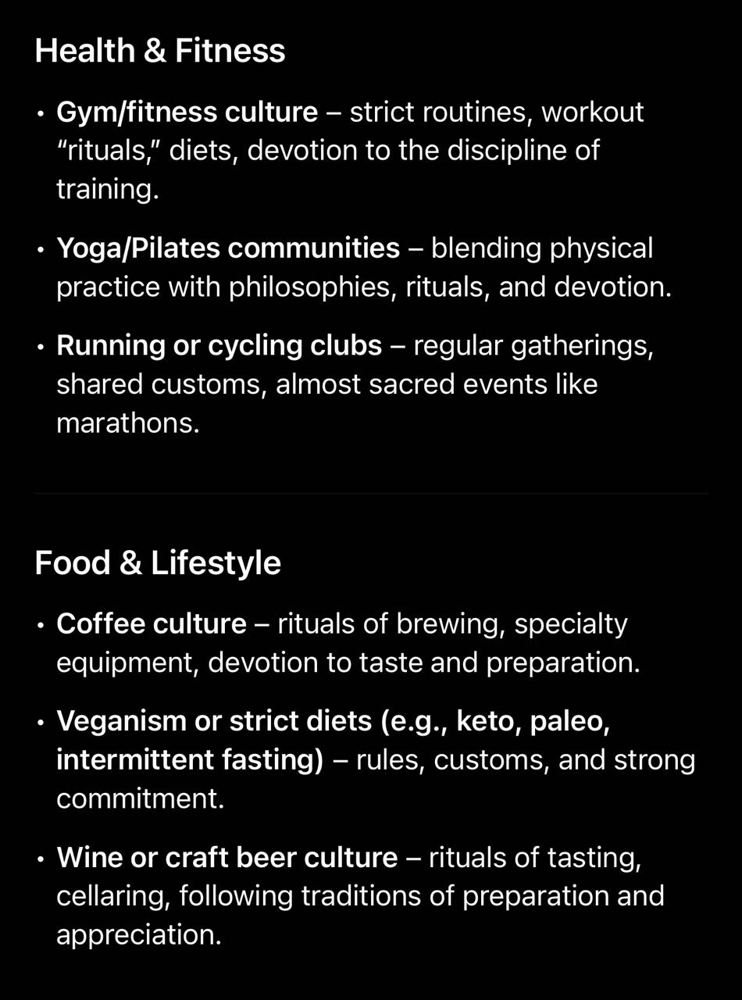 Health & Fitness
• Gym/fitness culture – strict routines, workout
“rituals,” diets, devotion to the discipline of
training.
• Yoga/Pilates communities – blending physical
practice with philosophies, rituals, and devotion.
• Running or cycling clubs – regular gatherings,
shared customs, almost sacred events like
marathons.
Food & Lifestyle
• Coffee culture – rituals of brewing, specialty
equipment, devotion to taste and preparation.
• Veganism or strict diets (e.g., keto, paleo,
intermittent fasting) – rules, customs, and strong
commitment.
• Wine or craft beer culture – rituals of tasting,
cellaring, following traditions of preparation and
appreciation.